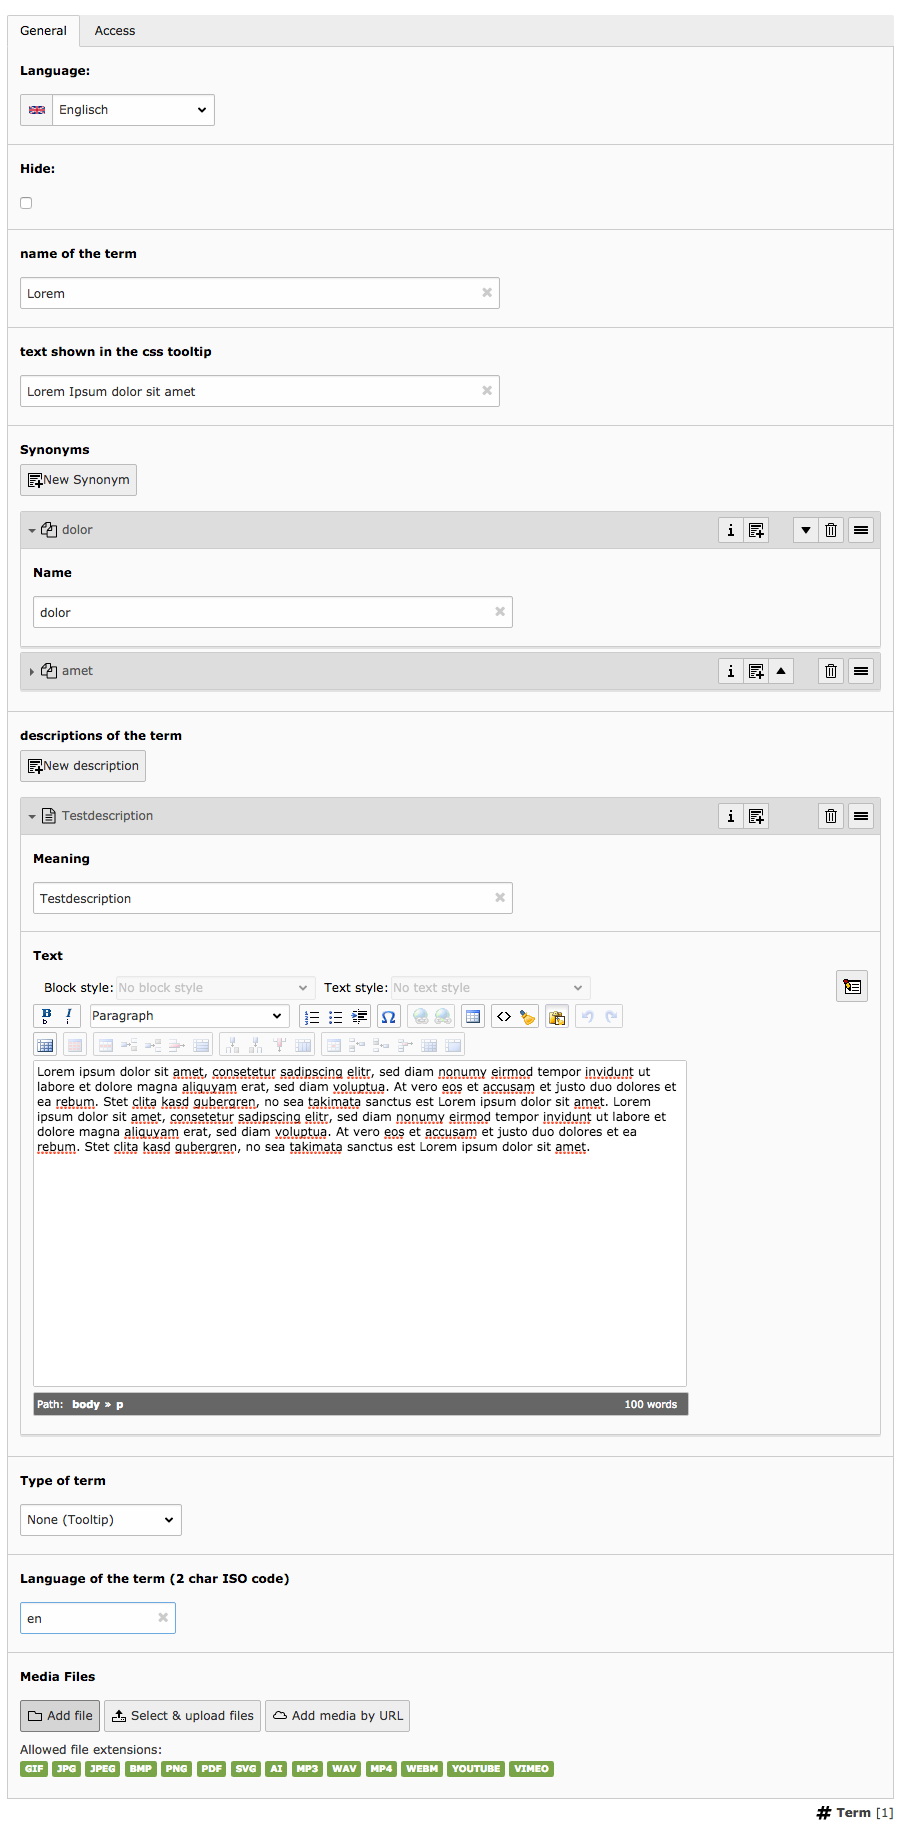 General Access
Language:
Englisch
Hide:
name of the term
Lorem
text shown in the css tooltip
Lorem Ipsum dolor sit amet
Synonyms
New Synonym
dolor
Name
dolor
amet
descriptions of the term
New description
Testdescription
Meaning
Testdescription
Text
Block style: No block style Text style: No text style
B I Paragraph
Lorem ipsum dolor sit amet, consetetur sadipscing elitr, sed diam nonumy eirmod tempor invidunt ut
labore et dolore magna aliquyam erat, sed diam voluptua. At vero eos et accusam et justo duo dolores et
ea rebum. Stet clita kasd gubergren, no sea takimata sanctus est Lorem ipsum dolor sit amet. Lorem
ipsum dolor sit amet, consetetur sadipscing elitr, sed diam nonumy eirmod tempor invidunt ut labore et
dolore magna aliquyam erat, sed diam voluptua. At vero eos et accusam et justo duo dolores et ea
rebum. Stet clita kasd gubergren, no sea takimata sanctus est Lorem ipsum dolor sit amet.
Path: body » p 100 words
Type of term
None (Tooltip)
Language of the term (2 char ISO code)
en
Media Files
Add file Select & upload files Add media by URL
Allowed file extensions:
GIF JPG JPEG BMP PNG PDF SVG AI MP3 WAV MP4 WEBM YOUTUBE VIMEO
# Term [1]